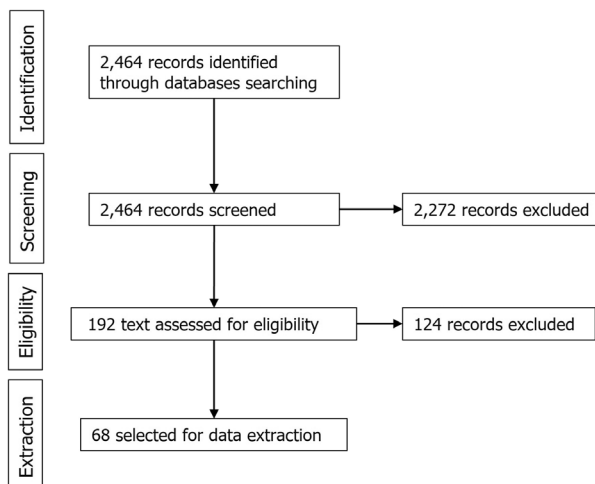 Identification
2,464 records identified
through databases searching
Screening
2,464 records screened
2,272 records excluded
Eligibility
192 text assessed for eligibility
124 records excluded
Extraction
68 selected for data extraction